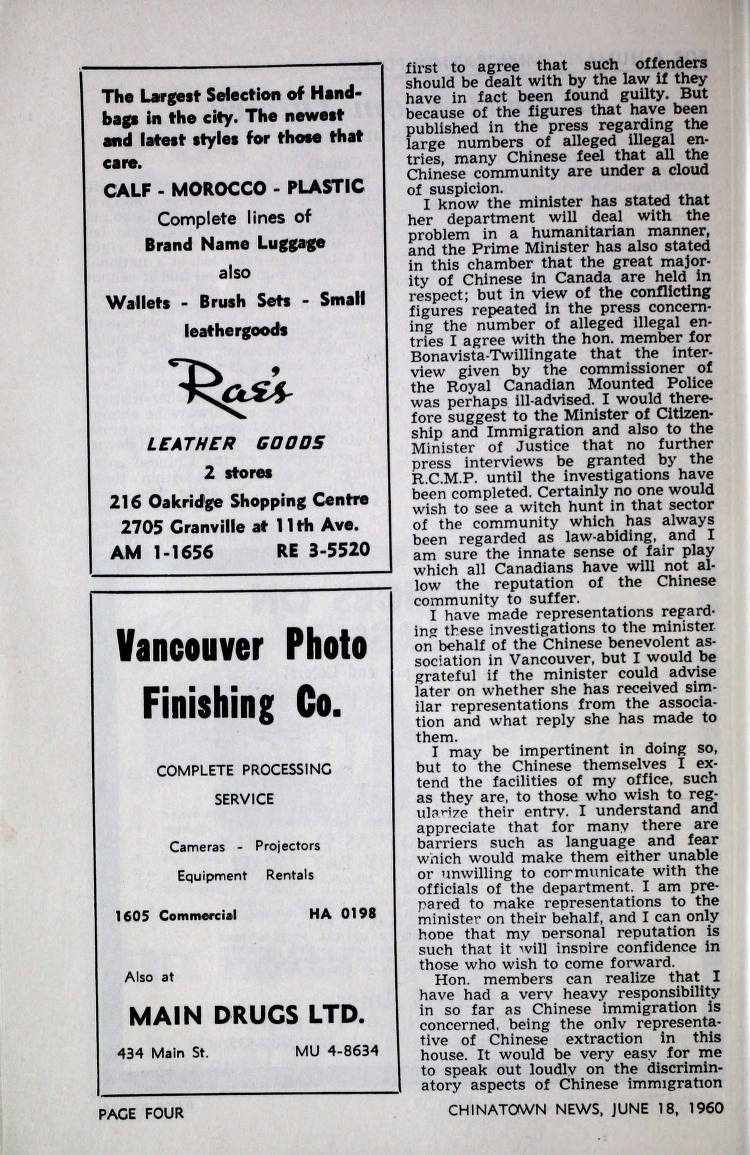 The Largest Selection of Hand-
bags in the city. The newest
and latest styles for those that
care.
CALF - MOROCCO - PLASTIC
Complete lines of
Brand Name Luggage
also
Wallets - Brush Sets - Small
leathergoods
Rae's
LEATHER GOODS
2 stores
216 Oakridge Shopping Centre
2705 Granville at 11th Ave.
AM 1-1656 RE 3-5520
Vancouver Photo
Finishing Co.
COMPLETE PROCESSING
SERVICE
Cameras - Projectors
Equipment Rentals
1605 Commercial HA 0198
Also at
MAIN DRUGS LTD.
434 Main St. MU 4-8634
first to agree that such offenders
should be dealt with by the law if they
have in fact been found guilty. But
because of the figures that have been
published in the press regarding the
large numbers of alleged illegal en-
tries, many Chinese feel that all the
Chinese community are under a cloud
of suspicion.
I know the minister has stated that
her department will deal with the
problem in a humanitarian manner,
and the Prime Minister has also stated
in this chamber that the great major-
ity of Chinese in Canada are held in
respect; but in view of the conflicting
figures repeated in the press concern-
ing the number of alleged illegal en-
tries I agree with the hon. member for
Bonavista-Twillingate that the inter-
view given by the commissioner of
the Royal Canadian Mounted Police
was perhaps ill-advised. I would there-
fore suggest to the Minister of Citizen-
ship and Immigration and also to the
Minister of Justice that no further
press interviews be granted by the
R.C.M.P. until the investigations have
been completed. Certainly no one would
wish to see a witch hunt in that sector
of the community which has always
been regarded as law-abiding, and I
am sure the innate sense of fair play
which all Canadians have will not al-
low the reputation of the Chinese
community to suffer.
I have made representations regard-
ing these investigations to the minister
on behalf of the Chinese benevolent as-
sociation in Vancouver, but I would be
grateful if the minister could advise
later on whether she has received sim-
ilar representations from the associa-
tion and what reply she has made to
them.
I may be impertinent in doing so,
but to the Chinese themselves I ex-
tend the facilities of my office, such
as they are, to those who wish to reg-
ularize their entry. I understand and
appreciate that for many there are
barriers such as language and fear
which would make them either unable
or unwilling to communicate with the
officials of the department. I am pre-
pared to make representations to the
minister on their behalf, and I can only
hope that my personal reputation is
such that it will inspire confidence in
those who wish to come forward.
Hon. members can realize that I
have had a very heavy responsibility
in so far as Chinese immigration is
concerned, being the only representa-
tive of Chinese extraction in this
house. It would be very easy for me
to speak out loudly on the discrimin-
atory aspects of Chinese immigration
PAGE FOUR
CHINATOWN NEWS, JUNE 18, 1960